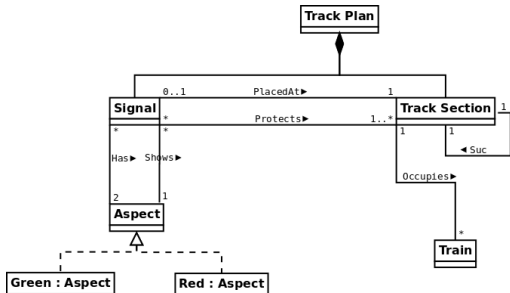 Track Plan
0..1 PlacedAt▶ 1
Signal Track Section 1
* Protects▶ 1..*
* * 1 1
◀ Suc
Has▶ Shows▶
Occupies▶
2 1
Aspect
*
Train
Green : Aspect Red : Aspect